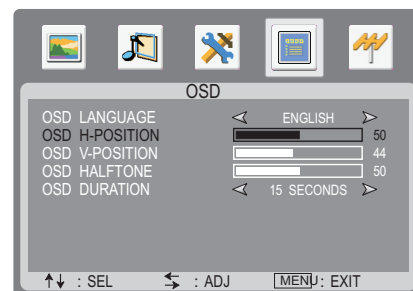 OSD
OSD LANGUAGE ENGLISH
OSD H-POSITION 50
OSD V-POSITION 44
OSD HALFTONE 50
OSD DURATION 15 SECONDS
: SEL : ADJ MENU : EXIT